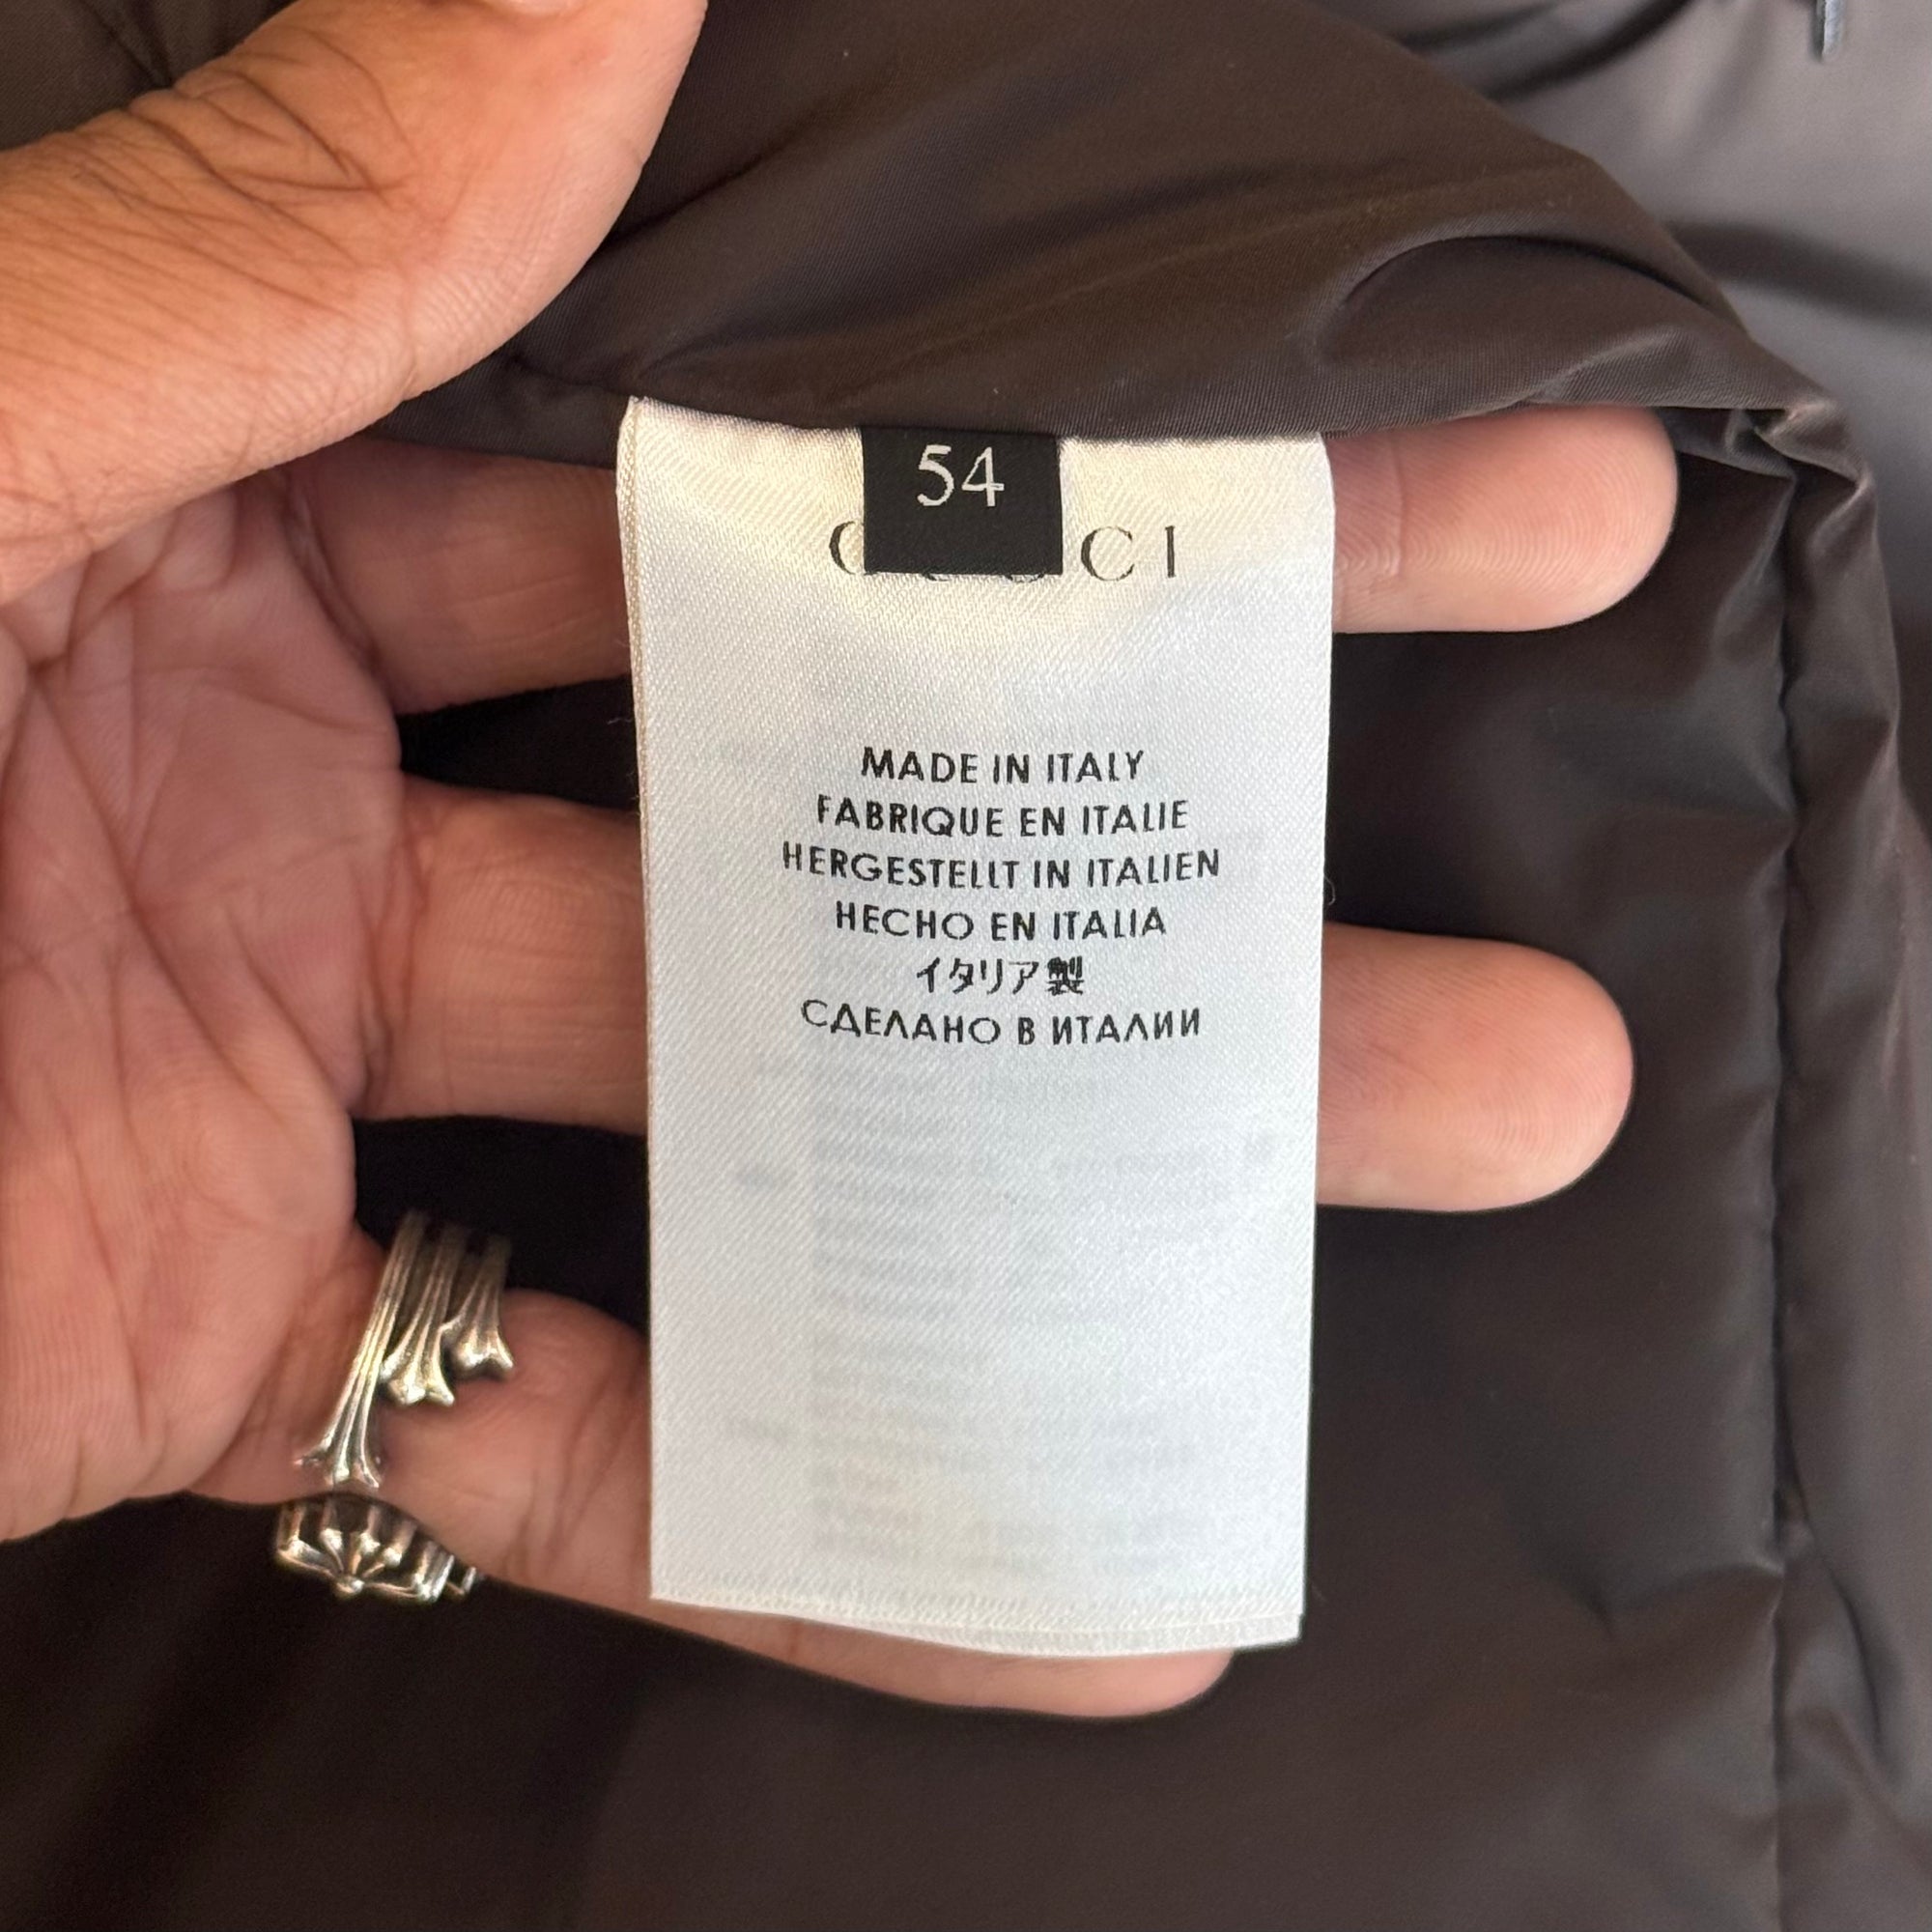 54
GUCCI
MADE IN ITALY
FABRIQUE EN ITALIE
HERGESTELLT IN ITALIEN
HECHO EN ITALIA
イタリア製
СДЕЛАНО В ИТАЛИИ